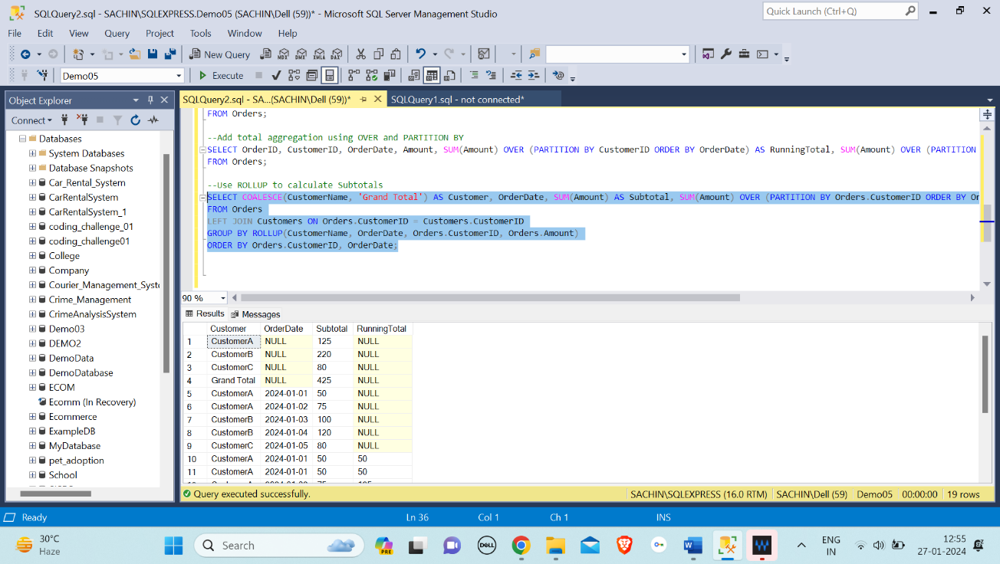 SQLQuery2.sql - SACHIN\SQLEXPRESS.Demo05 (SACHIN\Dell (59))* - Microsoft SQL Server Management Studio
Quick Launch (Ctrl+Q)
File Edit View Query Project Tools Window Help
New Query MDX DMX XMLA DAX
Demo05 Execute
Object Explorer
SQLQuery2.sql - SA...(SACHIN\Dell (59))* SQLQuery1.sql - not connected*
Connect
Databases
System Databases
Database Snapshots
Car_Rental_System
CarRentalSystem
CarRentalSystem_1
coding_challenge_01
coding_challenge01
College
Company
Courier_Management_Syst
Crime_Management
CrimeAnalysisSystem
Demo03
DEMO2
DemoData
DemoDatabase
ECOM
Ecomm (In Recovery)
Ecommerce
ExampleDB
MyDatabase
pet_adoption
School
FROM Orders;
--Add total aggregation using OVER and PARTITION BY
SELECT OrderID, CustomerID, OrderDate, Amount, SUM(Amount) OVER (PARTITION BY CustomerID ORDER BY OrderDate) AS RunningTotal, SUM(Amount) OVER (PARTITION
FROM Orders;
--Use ROLLUP to calculate Subtotals
SELECT COALESCE(CustomerName, 'Grand Total') AS Customer, OrderDate, SUM(Amount) AS Subtotal, SUM(Amount) OVER (PARTITION BY Orders.CustomerID ORDER BY Or
FROM Orders
LEFT JOIN Customers ON Orders.CustomerID = Customers.CustomerID
GROUP BY ROLLUP(CustomerName, OrderDate, Orders.CustomerID, Orders.Amount)
ORDER BY Orders.CustomerID, OrderDate;
90 %
Results Messages
Customer OrderDate Subtotal RunningTotal
1 CustomerA NULL 125 NULL
2 CustomerB NULL 220 NULL
3 CustomerC NULL 80 NULL
4 Grand Total NULL 425 NULL
5 CustomerA 2024-01-01 50 NULL
6 CustomerA 2024-01-02 75 NULL
7 CustomerB 2024-01-03 100 NULL
8 CustomerB 2024-01-04 120 NULL
9 CustomerC 2024-01-05 80 NULL
10 CustomerA 2024-01-01 50 50
11 CustomerA 2024-01-01 50 50
Query executed successfully. SACHIN\SQLEXPRESS (16.0 RTM) SACHIN\Dell (59) Demo05 00:00:00 19 rows
Ready Ln 36 Col 1 Ch 1 INS
30°C
Haze
Search
PRE
DELL
ENG
IN
12:55
27-01-2024